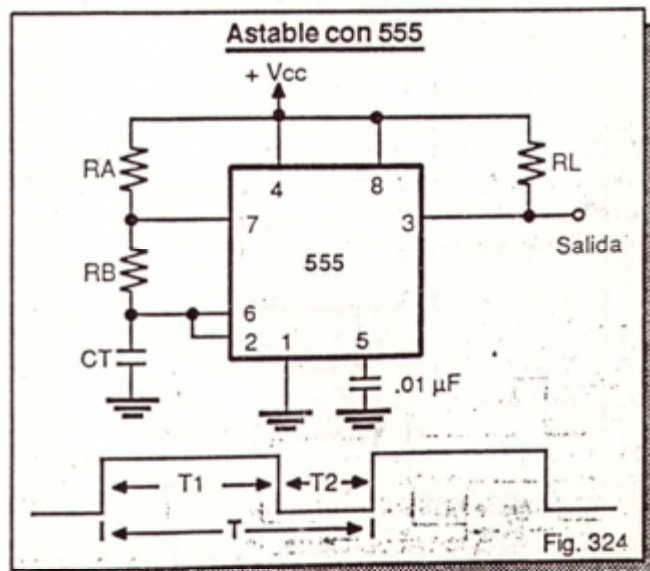 Astable con 555
+ Vcc
RA
4
8
RL
7
3
Salida
RB
555
6
2
1
5
CT
.01 µF
T1
T2
T
Fig. 324